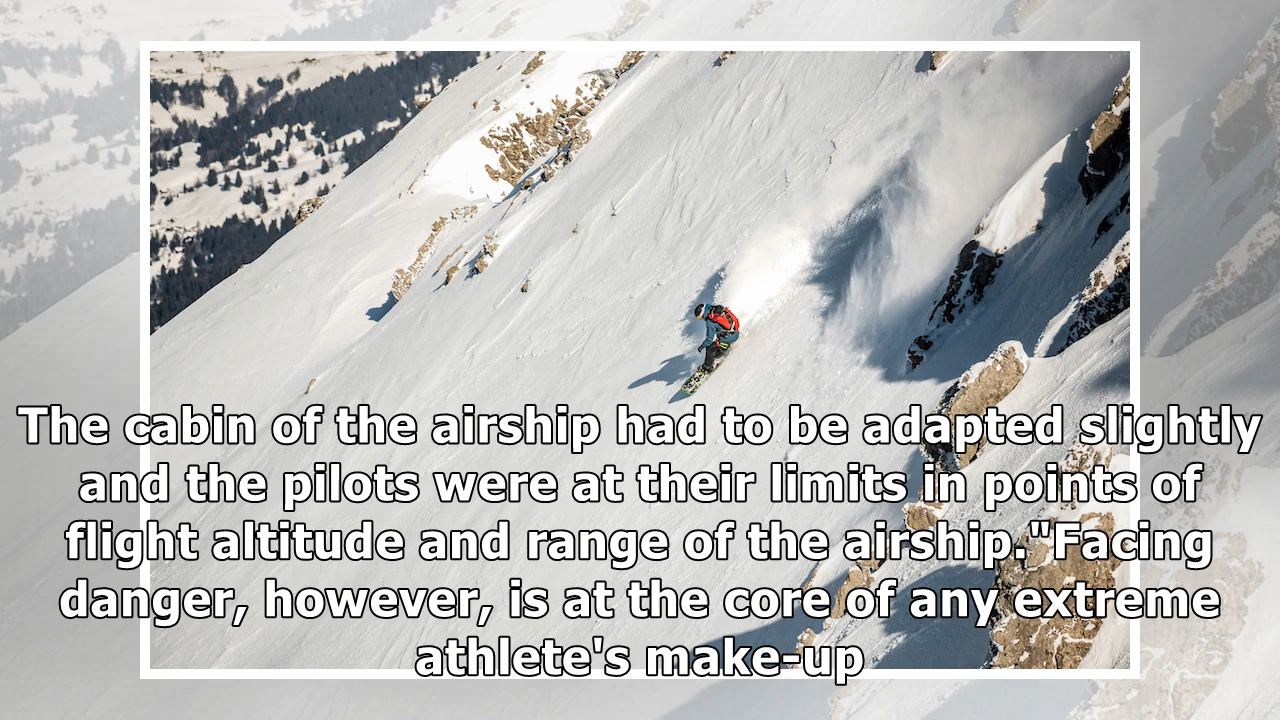 The cabin of the airship had to be adapted slightly
and the pilots were at their limits in points of
flight altitude and range of the airship."Facing
danger, however, is at the core of any extreme
athlete's make-up